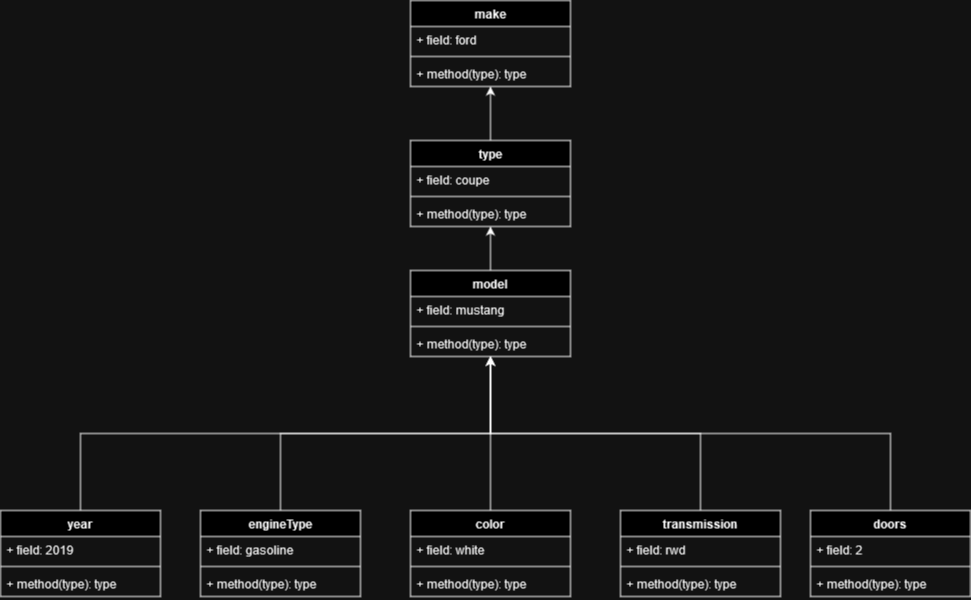 make
+ field: ford
+ method(type): type
type
+ field: coupe
+ method(type): type
model
+ field: mustang
+ method(type): type
year
+ field: 2019
+ method(type): type
engineType
+ field: gasoline
+ method(type): type
color
+ field: white
+ method(type): type
transmission
+ field: rwd
+ method(type): type
doors
+ field: 2
+ method(type): type